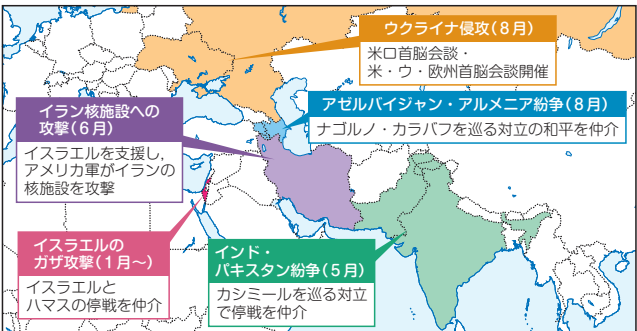 ウクライナ侵攻(8月)
米ロ首脳会談・
米・ウ・欧州首脳会談開催
アゼルバイジャン・アルメニア紛争(8月)
ナゴルノ・カラバフを巡る対立の和平を仲介
イラン核施設への
攻撃(6月)
イスラエルを支援し,
アメリカ軍がイランの
核施設を攻撃
イスラエルの
ガザ攻撃(1月~)
イスラエルと
ハマスの停戦を仲介
インド・
パキスタン紛争(5月)
カシミールを巡る対立
で停戦を仲介